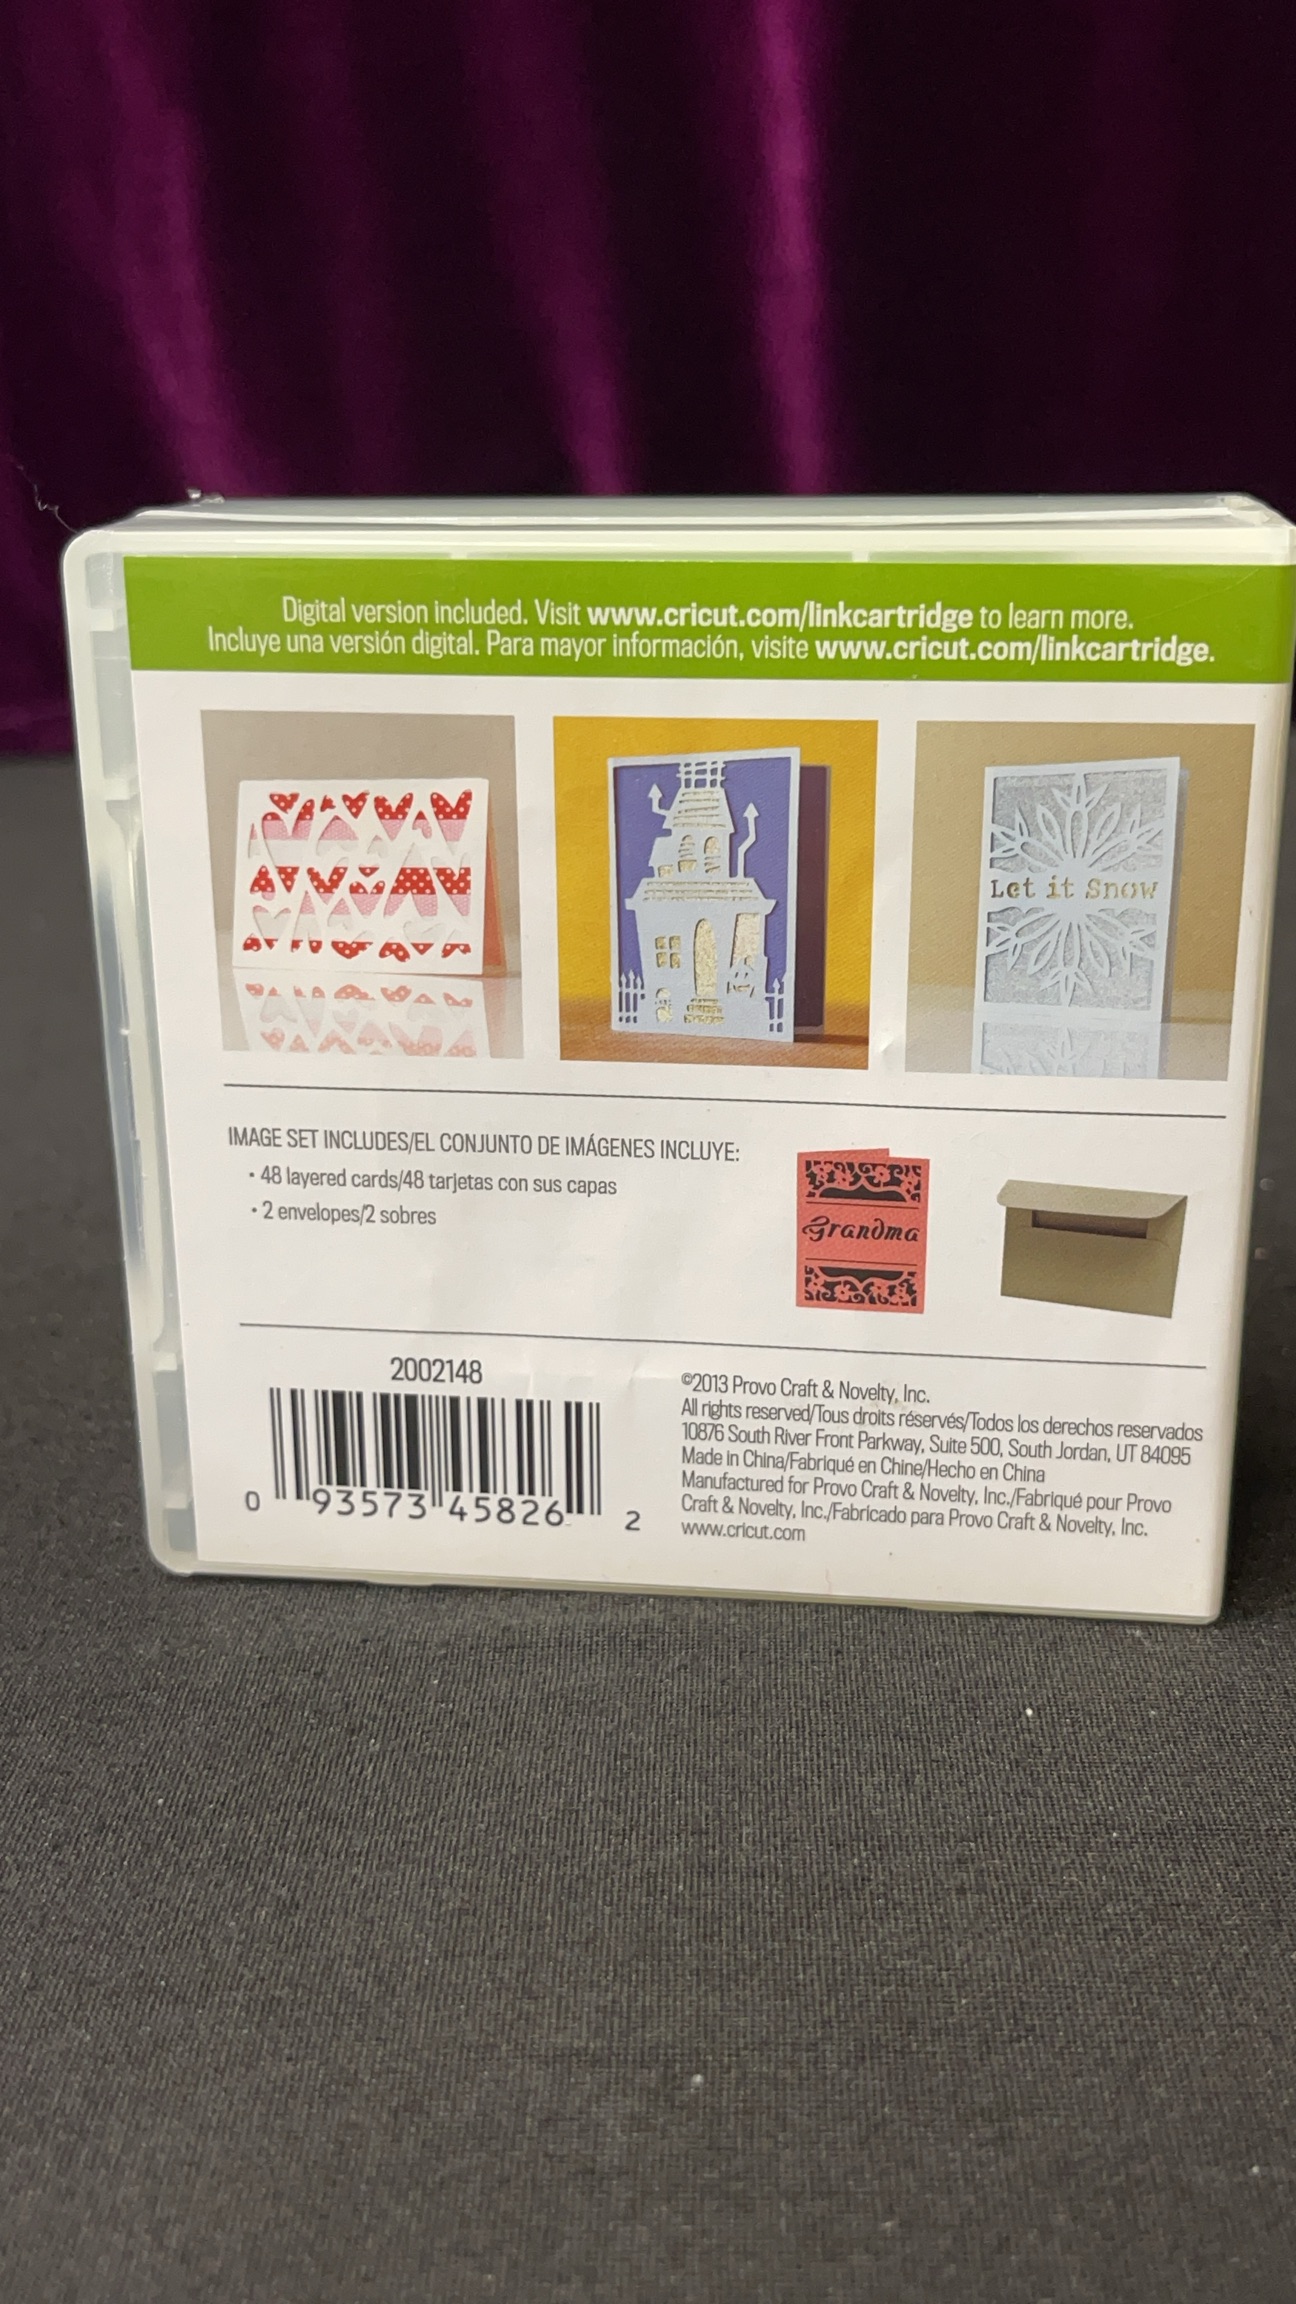 Digital version included. Visit www.cricut.com/linkcartridge to learn more.
Incluye una versión digital. Para mayor información, visite www.cricut.com/linkcartridge.
Let it Snow
IMAGE SET INCLUDES/EL CONJUNTO DE IMÁGENES INCLUYE:
• 48 layered cards/48 tarjetas con sus capas
• 2 envelopes/2 sobres
Grandma
2002148
0 93573 45826 2
©2013 Provo Craft & Novelty, Inc.
All rights reserved/Tous droits réservés/Todos los derechos reservados
10876 South River Front Parkway, Suite 500, South Jordan, UT 84095
Made in China/Fabriqué en Chine/Hecho en China
Manufactured for Provo Craft & Novelty, Inc./Fabriqué pour Provo
Craft & Novelty, Inc./Fabricado para Provo Craft & Novelty, Inc.
www.cricut.com